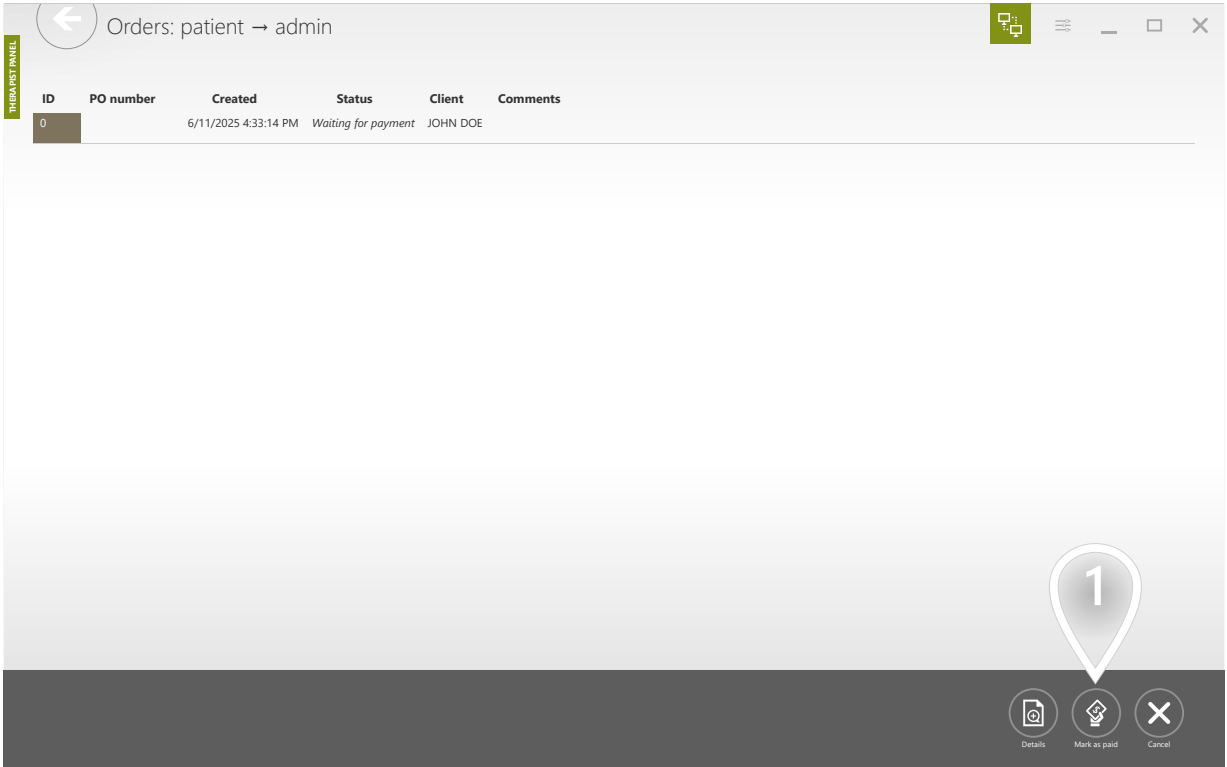 Orders: patient → admin
THERAPIST PANEL
ID PO number Created Status Client Comments
0 6/11/2025 4:33:14 PM Waiting for payment JOHN DOE
1
Details Mark as paid Cancel